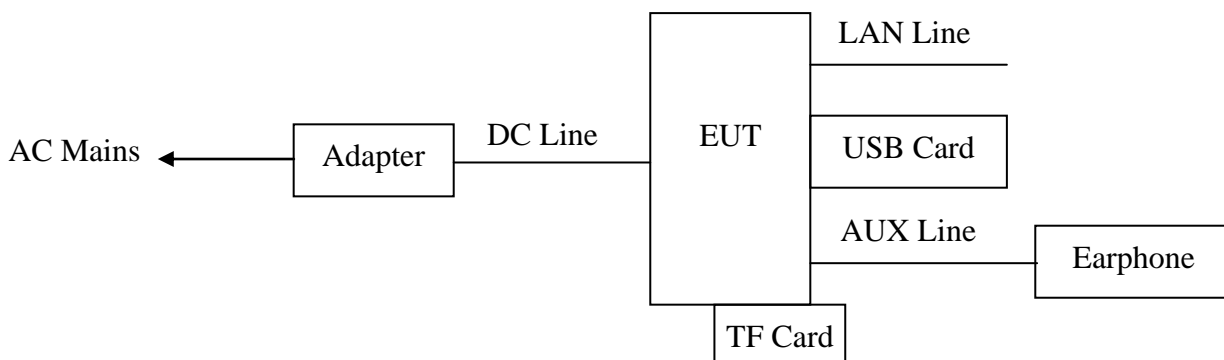 LAN Line
AC Mains
Adapter
DC Line
EUT
USB Card
AUX Line
Earphone
TF Card